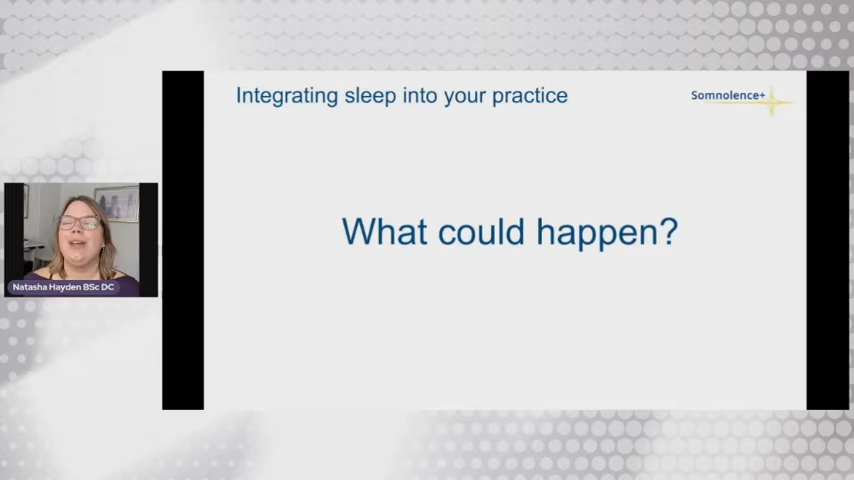 Integrating sleep into your practice
Somnolence+
What could happen?
Natasha Hayden BSc DC